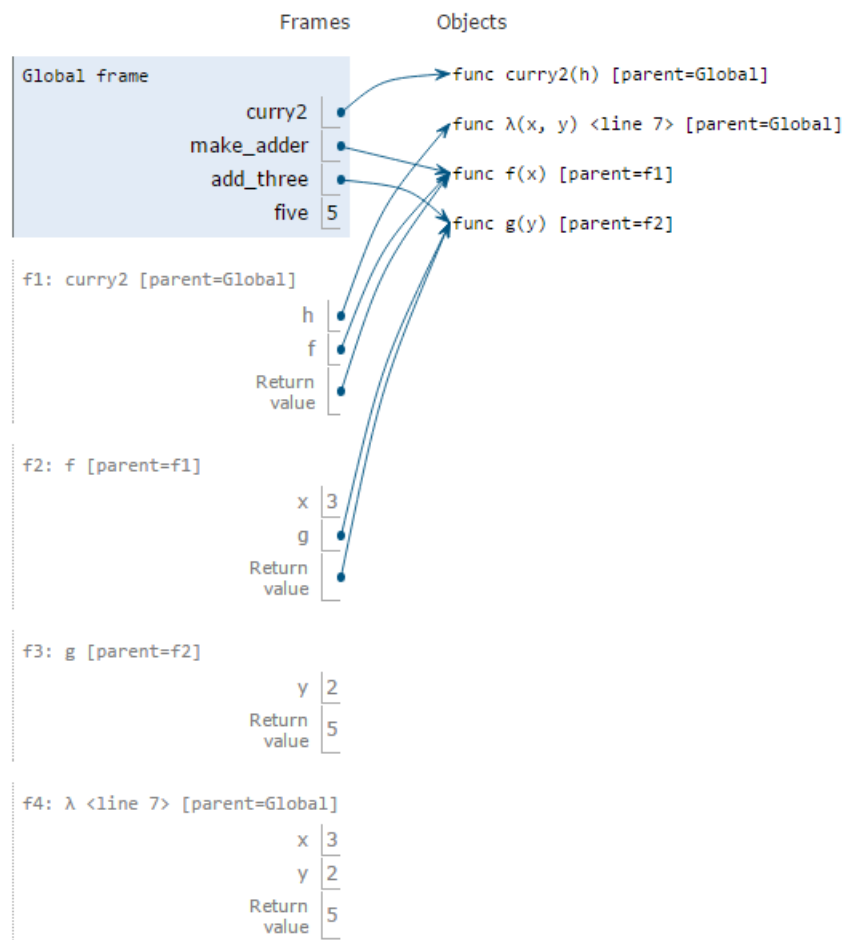 Frames Objects
Global frame
func curry2(h) [parent=Global]
curry2
func λ(x, y) <line 7> [parent=Global]
make_adder
func f(x) [parent=f1]
add_three
func g(y) [parent=f2]
five 5
f1: curry2 [parent=Global]
h
f
Return
value
f2: f [parent=f1]
x 3
g
Return
value
f3: g [parent=f2]
y 2
Return
value 5
f4: λ <line 7> [parent=Global]
x 3
y 2
Return
value 5